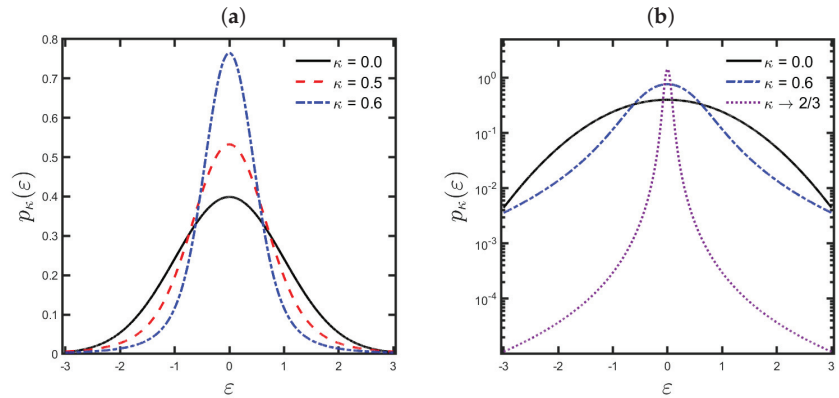 (a)
0.8
0.7
0.6
0.5
0.4
0.3
0.2
0.1
0
-3 -2 -1 0 1 2 3
ε
pκ(ε)
κ = 0.0
κ = 0.5
κ = 0.6
(b)
10⁰
10⁻¹
10⁻²
10⁻³
10⁻⁴
-3 -2 -1 0 1 2 3
ε
pκ(ε)
κ = 0.0
κ = 0.6
κ → 2/3